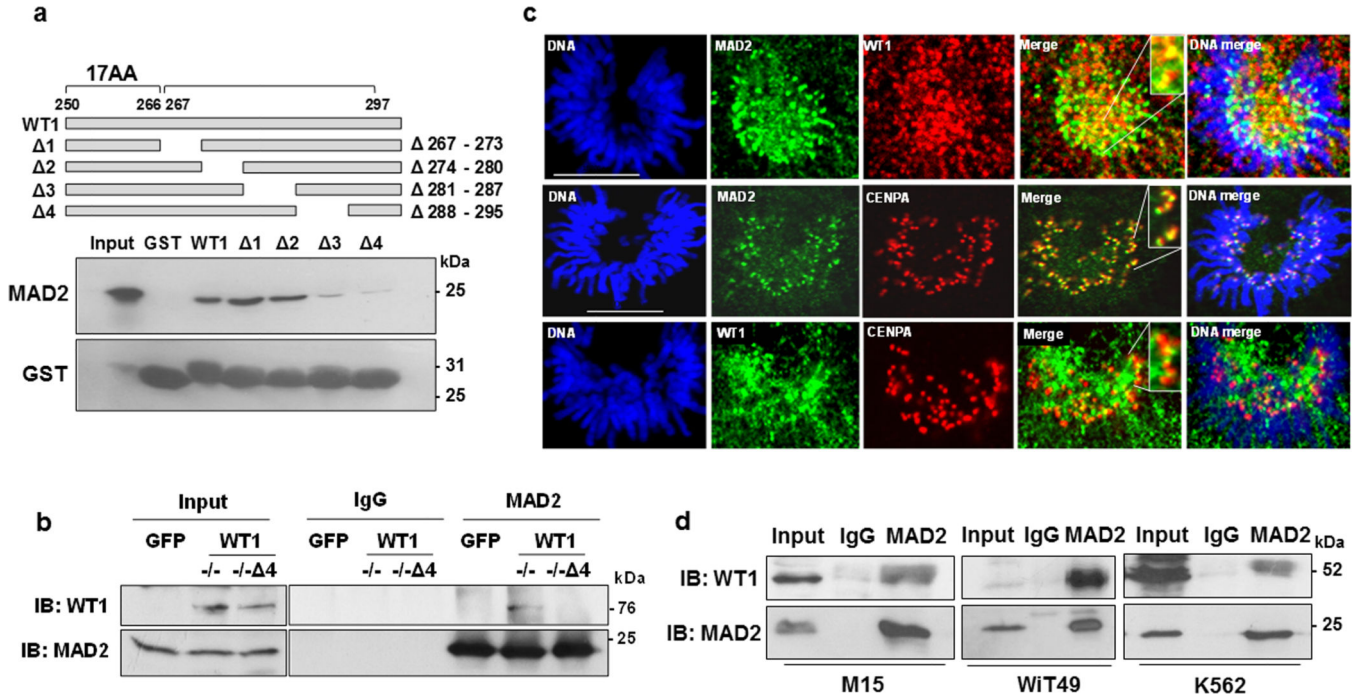 a
17AA
250 266 267 297
WT1
Δ1 Δ 267 - 273
Δ2 Δ 274 - 280
Δ3 Δ 281 - 287
Δ4 Δ 288 - 295
Input GST WT1 Δ1 Δ2 Δ3 Δ4
kDa
MAD2 25
GST 31
25
b
Input IgG MAD2
GFP WT1 GFP WT1 GFP WT1
-/- -/-Δ4 -/- -/-Δ4 -/- -/-Δ4
kDa
IB: WT1 76
IB: MAD2 25
c
DNA MAD2 WT1 Merge DNA merge
DNA MAD2 CENPA Merge DNA merge
DNA WT1 CENPA Merge DNA merge
d
Input IgG MAD2 Input IgG MAD2 Input IgG MAD2
kDa
IB: WT1 52
IB: MAD2 25
M15 WiT49 K562